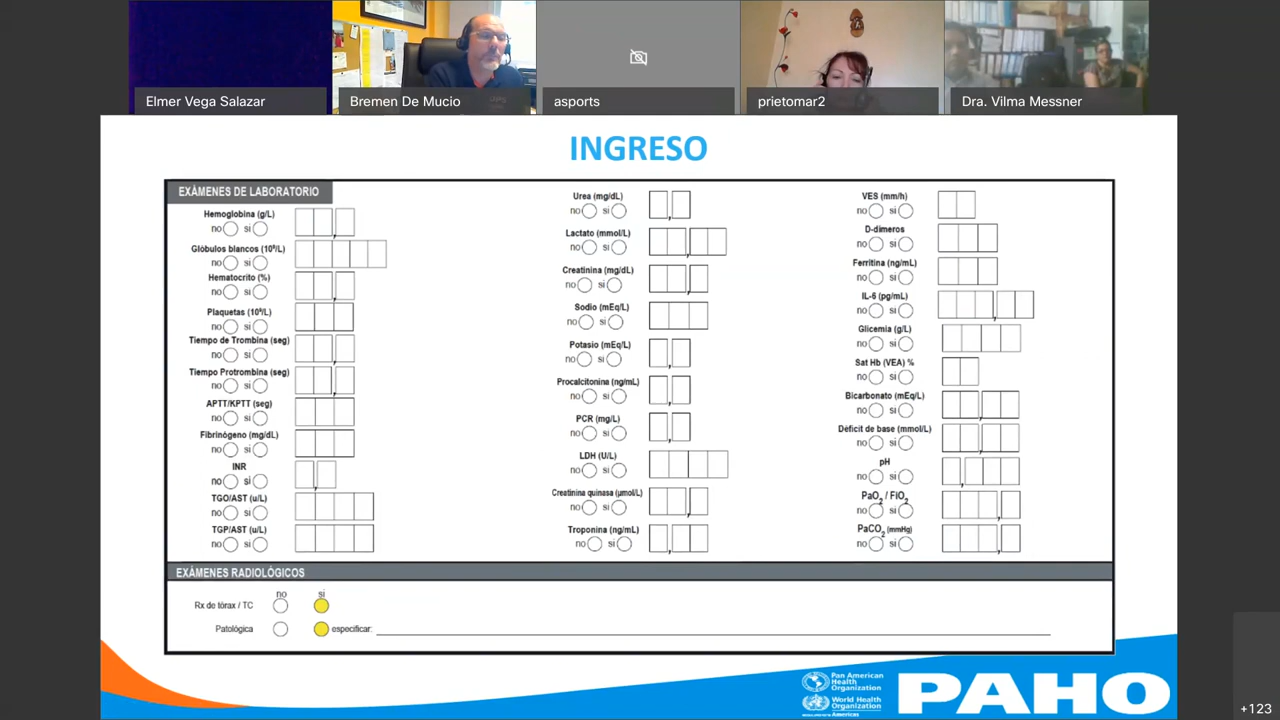 Elmer Vega Salazar
Bremen De Mucio
asports
prietomar2
Dra. Vilma Messner
INGRESO
EXÁMENES DE LABORATORIO
Hemoglobina (g/L)
no si ,
Glóbulos blancos (10⁹/L)
no si
Hematocrito (%)
no si ,
Plaquetas (10⁹/L)
no si
Tiempo de Trombina (seg)
no si ,
Tiempo Protrombina (seg)
no si ,
APTT/KPTT (seg)
no si
Fibrinógeno (mg/dL)
no si
INR
no si ,
TGO/AST (u/L)
no si
TGP/AST (u/L)
no si
Urea (mg/dL)
no si ,
Lactato (mmol/L)
no si ,
Creatinina (mg/dL)
no si ,
Sodio (mEq/L)
no si
Potasio (mEq/L)
no si ,
Procalcitonina (ng/mL)
no si ,
PCR (mg/L)
no si ,
LDH (U/L)
no si
Creatinina quinasa (µmol/L)
no si ,
Troponina (ng/mL)
no si ,
VES (mm/h)
no si
D-dimeros
no si
Ferritina (ng/mL)
no si
IL-6 (pg/mL)
no si ,
Glicemia (g/L)
no si
Sat Hb (VEA) %
no si
Bicarbonato (mEq/L)
no si ,
Déficit de base (mmol/L)
no si ,
pH
no si ,
PaO₂ / FiO₂
no si ,
PaCO₂ (mmHg)
no si ,
EXÁMENES RADIOLÓGICOS
no si
Rx de tórax / TC
Patológica especificar:
Pan American
Health
Organization
World Health
Organization
Americas
PAHO
+123